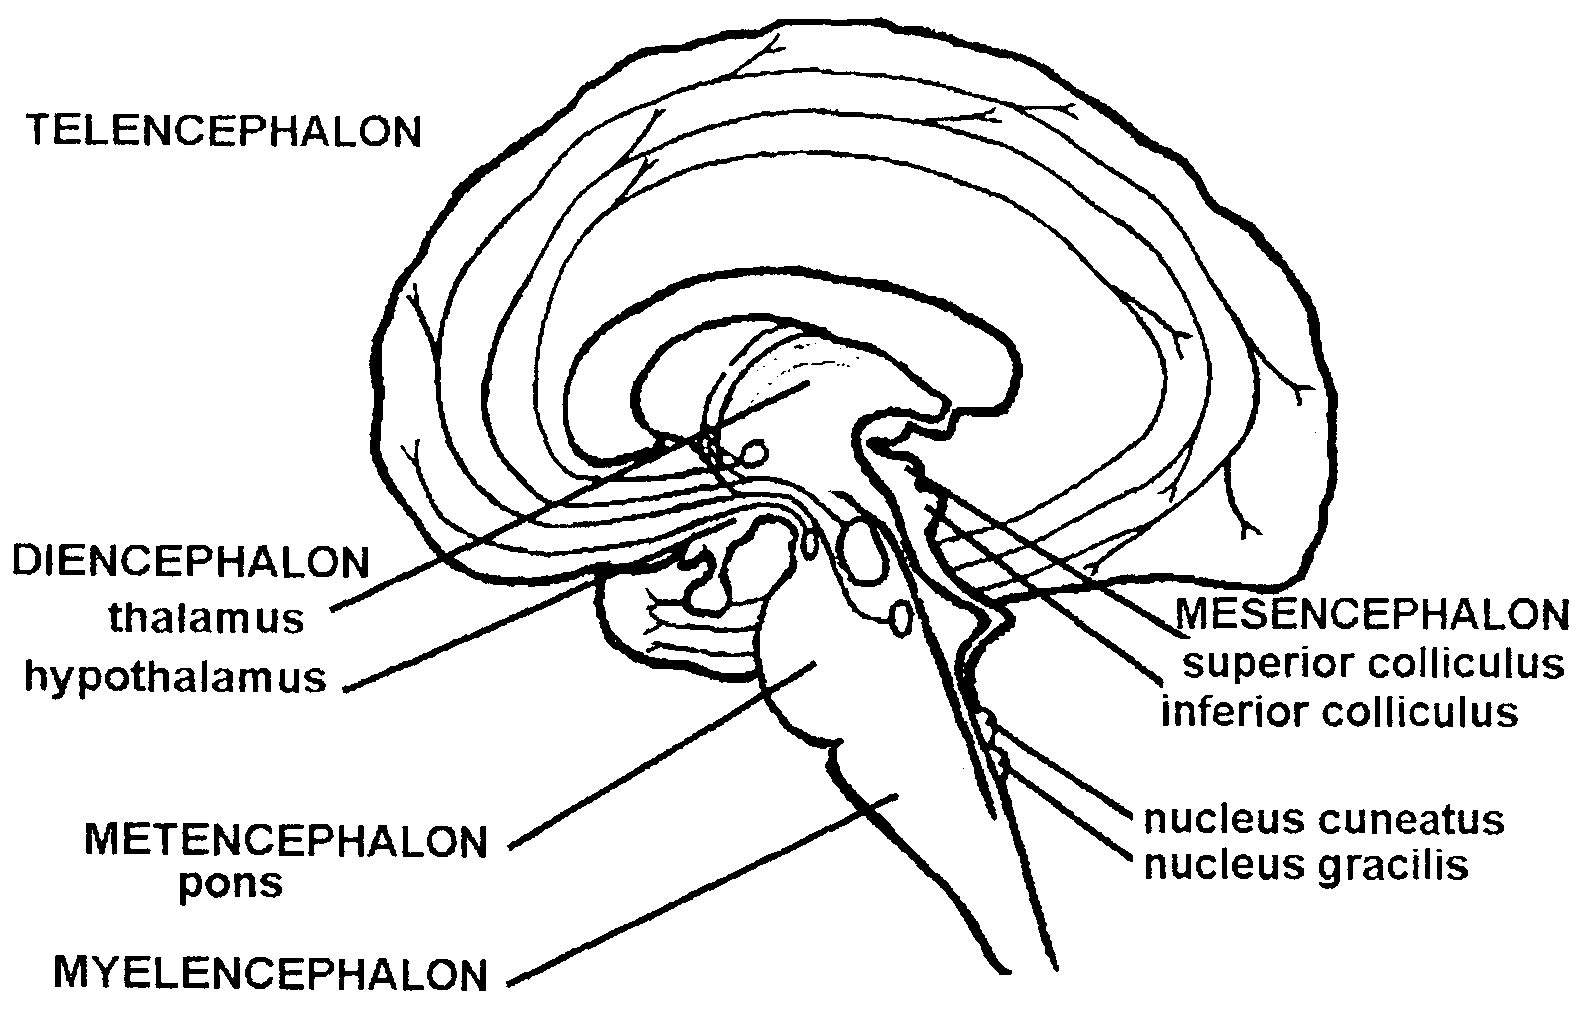 TELENCEPHALON
DIENCEPHALON
thalamus
hypothalamus
METENCEPHALON
pons
MYELENCEPHALON
MESENCEPHALON
superior colliculus
inferior colliculus
nucleus cuneatus
nucleus gracilis